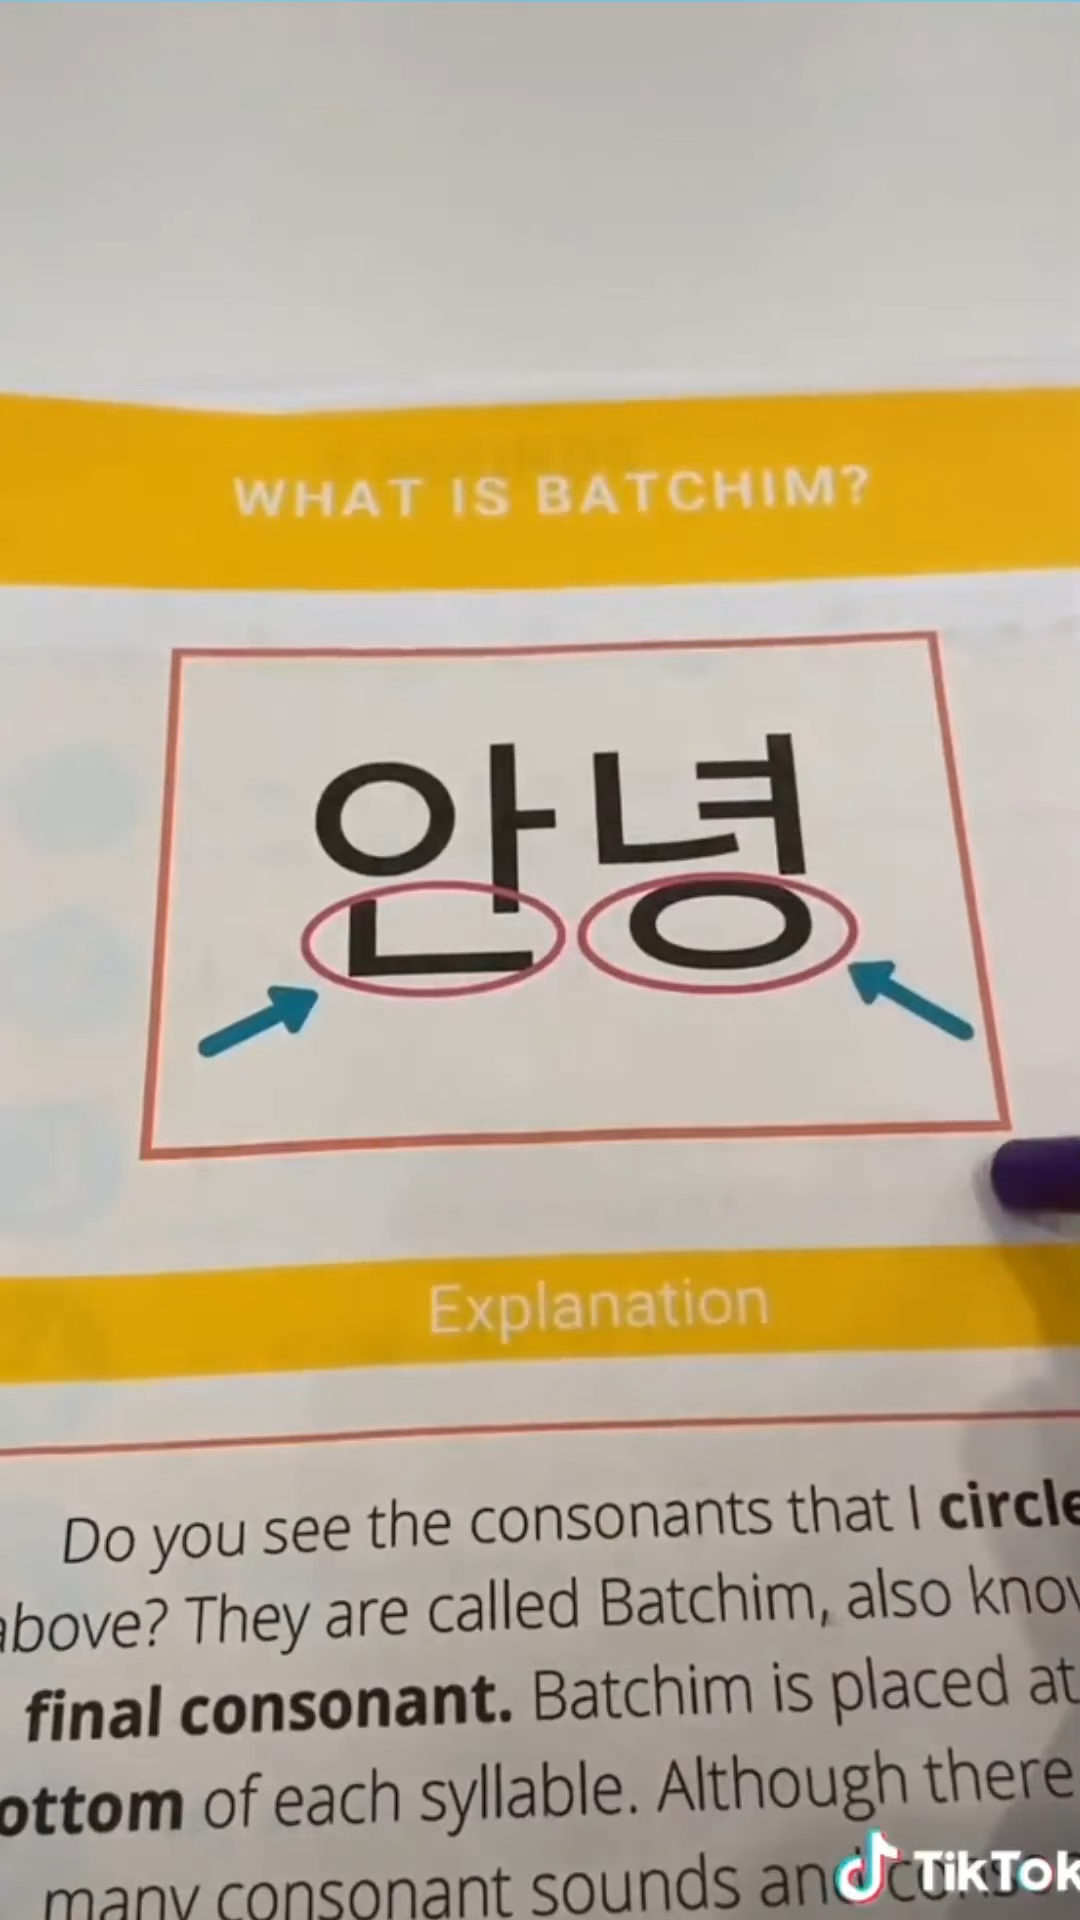 WHAT IS BATCHIM?
안녕
Explanation
Do you see the consonants that I circle
above? They are called Batchim, also know
final consonant. Batchim is placed at
ottom of each syllable. Although there
many consonant sounds and
TikTok